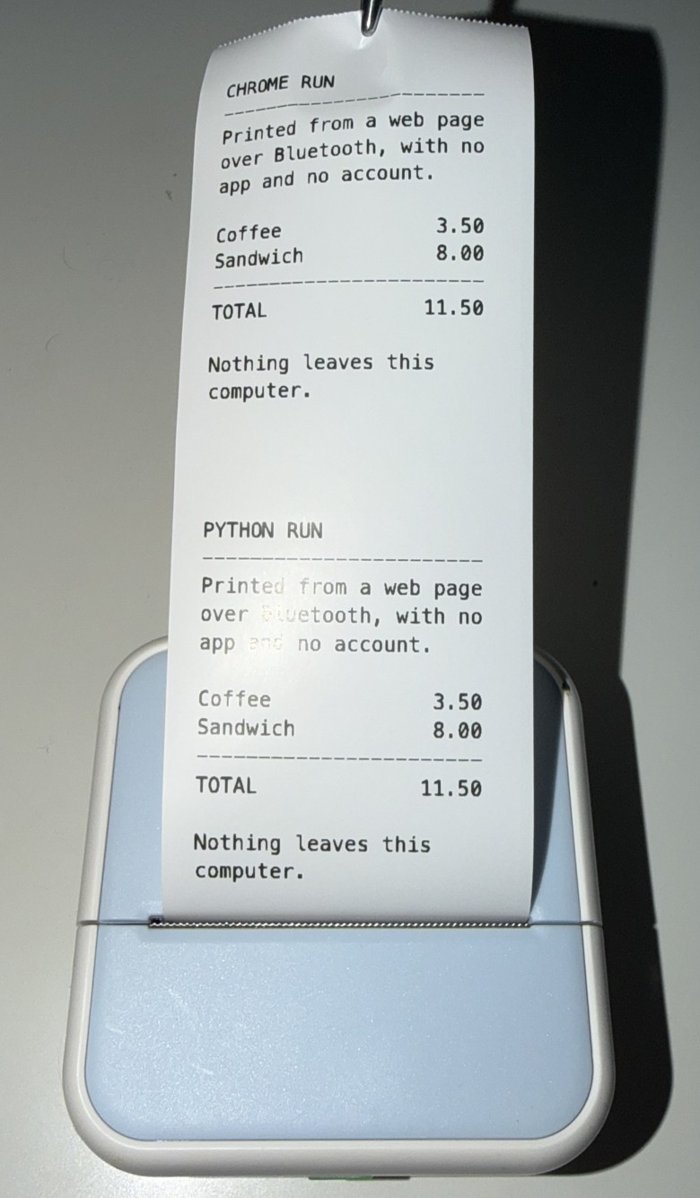 CHROME RUN
Printed from a web page
over Bluetooth, with no
app and no account.
Coffee 3.50
Sandwich 8.00
TOTAL 11.50
Nothing leaves this
computer.
PYTHON RUN
Printed from a web page
over Bluetooth, with no
app and no account.
Coffee 3.50
Sandwich 8.00
TOTAL 11.50
Nothing leaves this
computer.